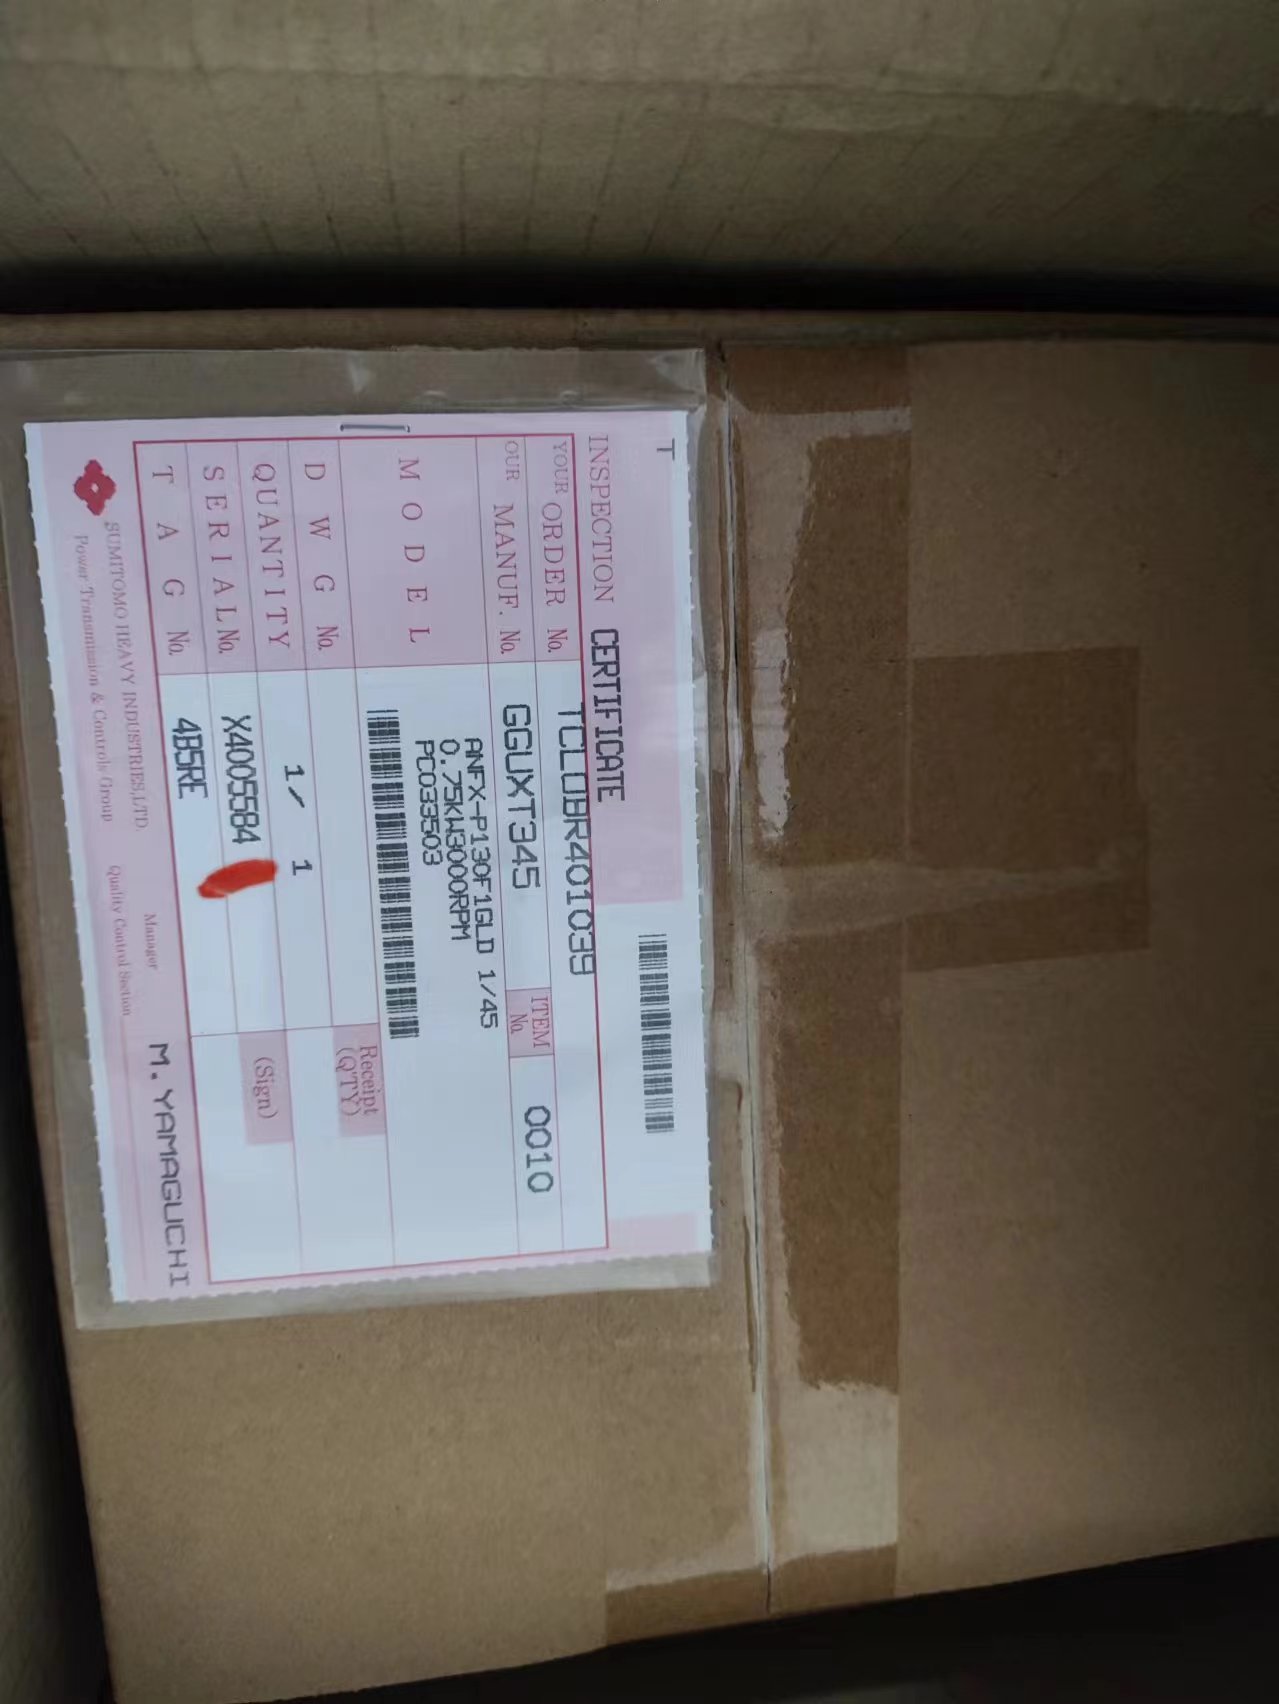 T
INSPECTION CERTIFICATE
YOUR ORDER No. TCLOBR401039
OUR MANUF. No. GGUXT345 ITEM No. 0010
MODEL ANFX-P130F1GLD 1/45
0.75KW3000RPM
PC033503
DWG No.
QUANTITY 1/ 1 Receipt (QTY)
SERIAL No. X4005584 (Sign)
TAG No. 4B5RE
SUMITOMO HEAVY INDUSTRIES,LTD.
Power Transmission & Controls Group
Manager
Quality Control Section
M.YAMAGUCHI